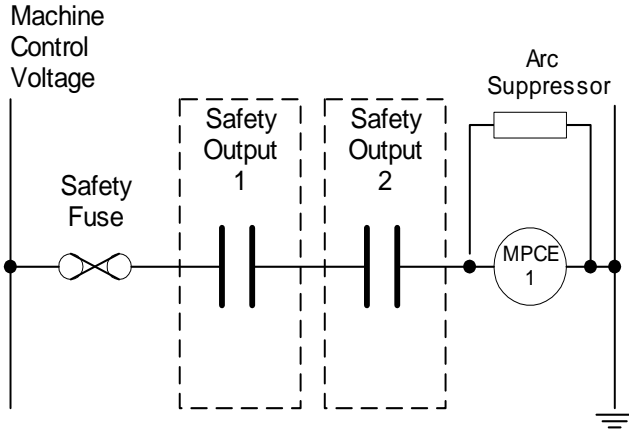 Machine
Control
Voltage
Arc
Suppressor
Safety
Output
1
Safety
Output
2
Safety
Fuse
MPCE
1